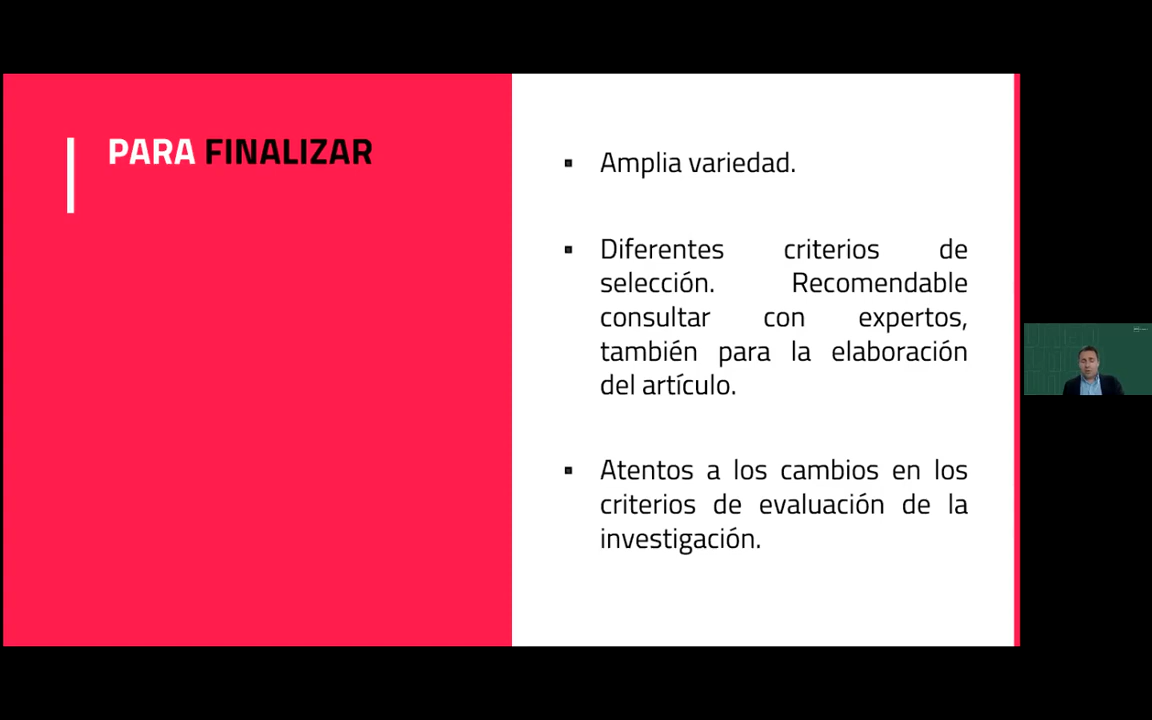 PARA FINALIZAR
▪ Amplia variedad.
▪ Diferentes criterios de
selección. Recomendable
consultar con expertos,
también para la elaboración
del artículo.
▪ Atentos a los cambios en los
criterios de evaluación de la
investigación.